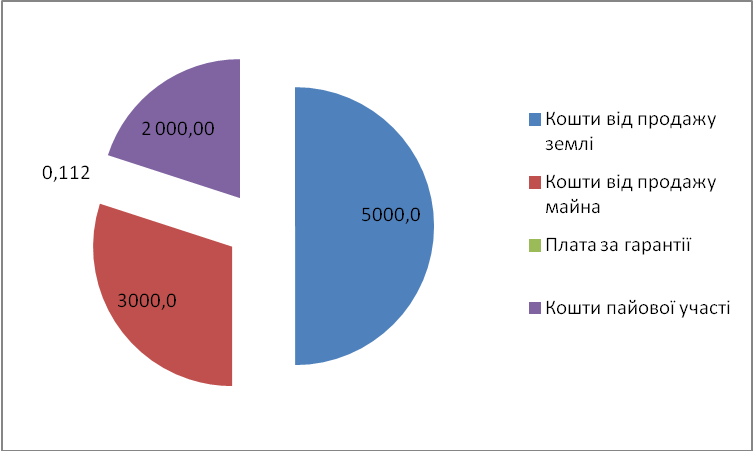 2 000,00
0,112
5000,0
3000,0
Кошти від продажу
землі
Кошти від продажу
майна
Плата за гарантії
Кошти пайової участі